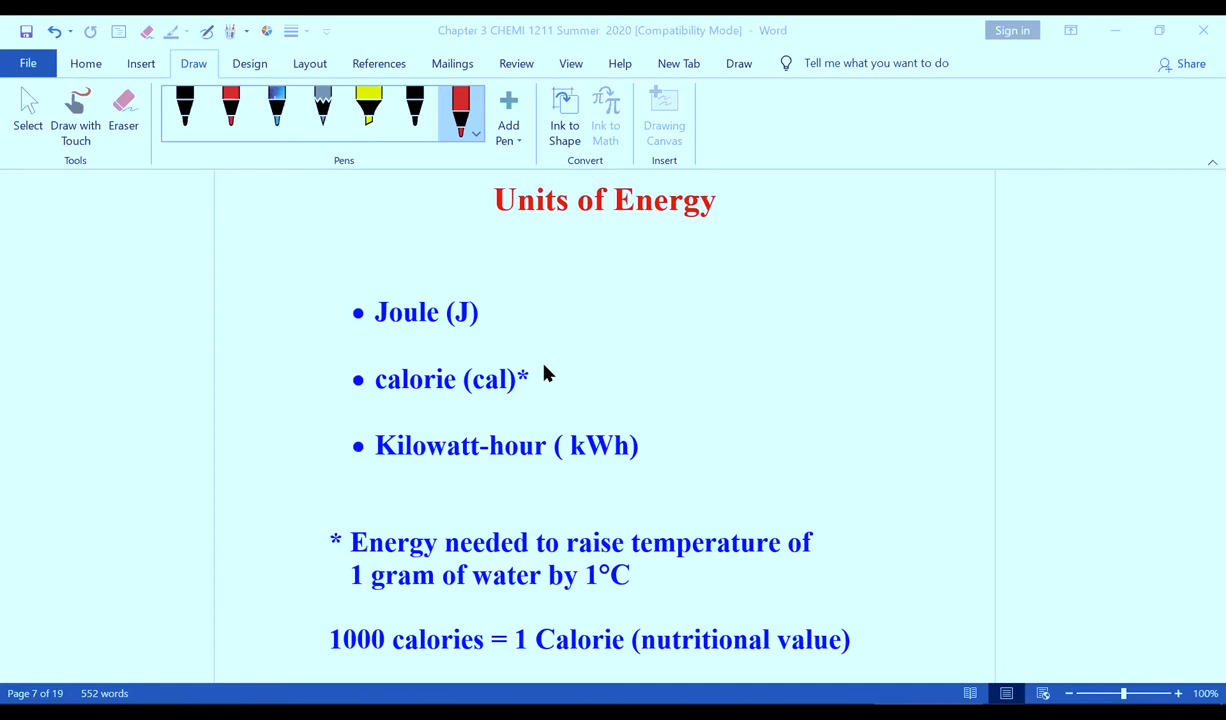 Chapter 3 CHEMI 1211 Summer 2020 [Compatibility Mode] - Word
Sign in
File Home Insert Draw Design Layout References Mailings Review View Help New Tab Draw Tell me what you want to do Share
Select Draw with Touch Eraser Add Pen Ink to Shape Ink to Math Drawing Canvas
Tools Pens Convert Insert
Units of Energy
• Joule (J)
• calorie (cal)*
• Kilowatt-hour ( kWh)
* Energy needed to raise temperature of
1 gram of water by 1°C
1000 calories = 1 Calorie (nutritional value)
Page 7 of 19 552 words 100%